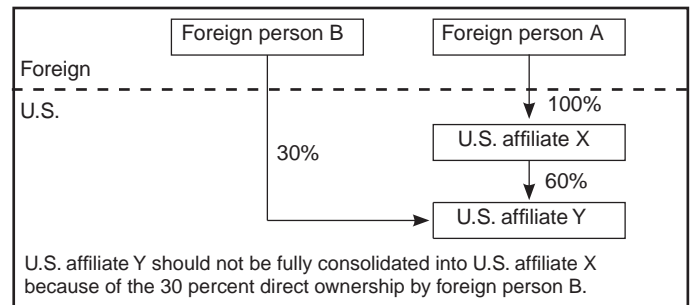 Foreign person B
Foreign person A
Foreign
U.S.
100%
U.S. affiliate X
30%
60%
U.S. affiliate Y
U.S. affiliate Y should not be fully consolidated into U.S. affiliate X
because of the 30 percent direct ownership by foreign person B.